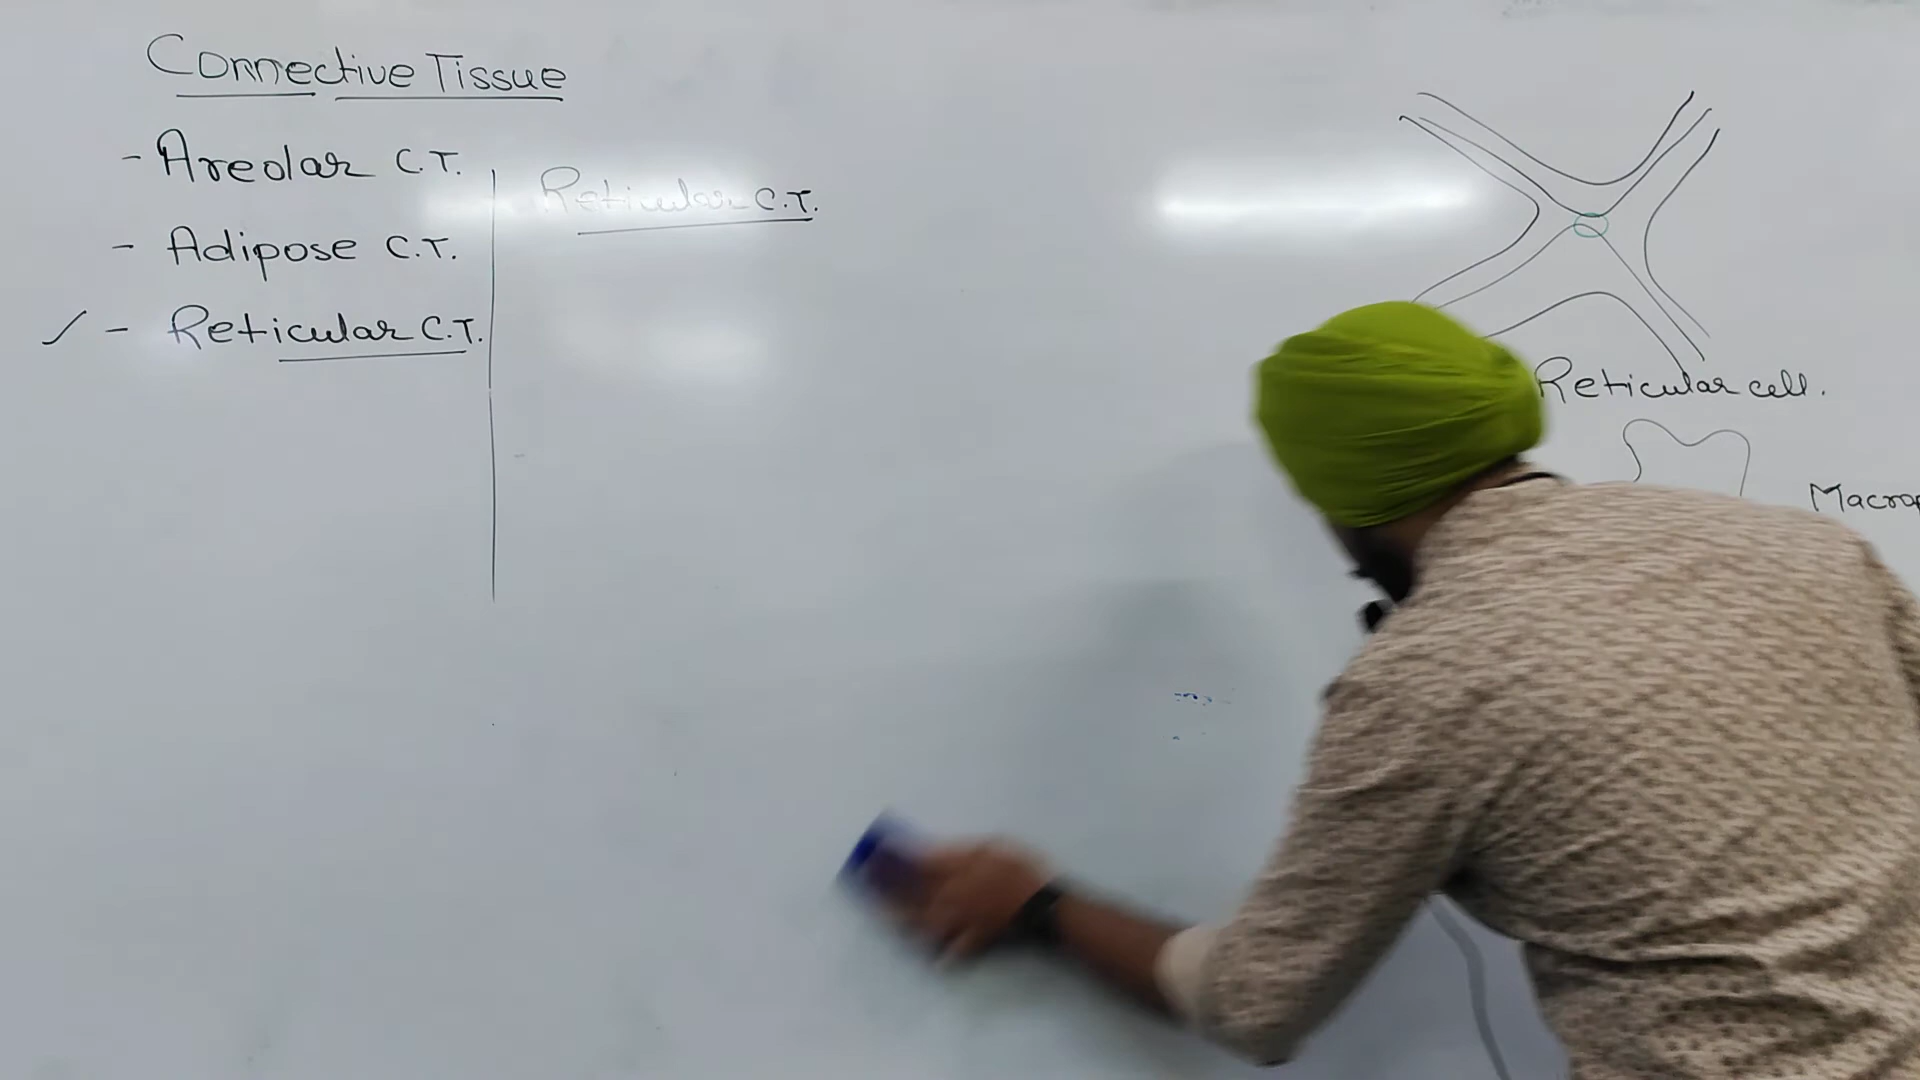 Connective Tissue
- Areolar C.T.
- Adipose C.T.
✓ - Reticular C.T.
Reticular C.T.
Reticular cell.